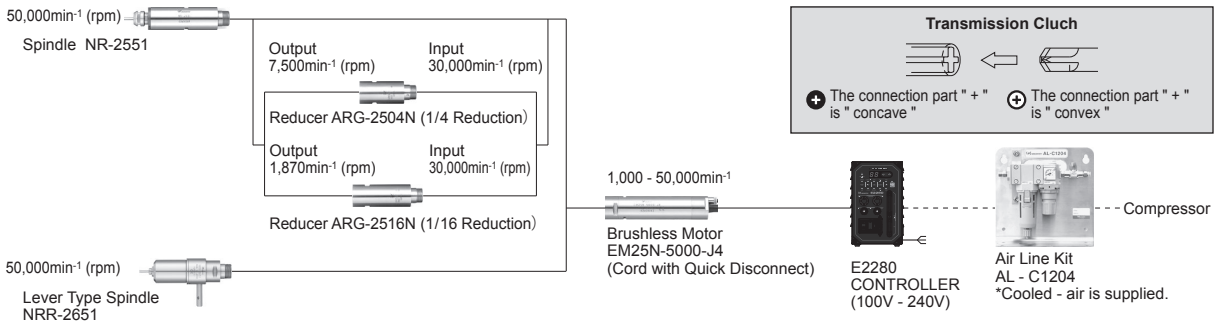 50,000min-1 (rpm)
Spindle NR-2551
Output
7,500min-1 (rpm)
Input
30,000min-1 (rpm)
Reducer ARG-2504N (1/4 Reduction)
Output
1,870min-1 (rpm)
Input
30,000min-1 (rpm)
Reducer ARG-2516N (1/16 Reduction)
50,000min-1 (rpm)
Lever Type Spindle
NRR-2651
1,000 - 50,000min-1
Brushless Motor
EM25N-5000-J4
(Cord with Quick Disconnect)
E2280
CONTROLLER
(100V - 240V)
AL-C1204
Air Line Kit
AL - C1204
*Cooled - air is supplied.
Compressor
Transmission Cluch
The connection part " + "
is " concave "
The connection part " + "
is " convex "